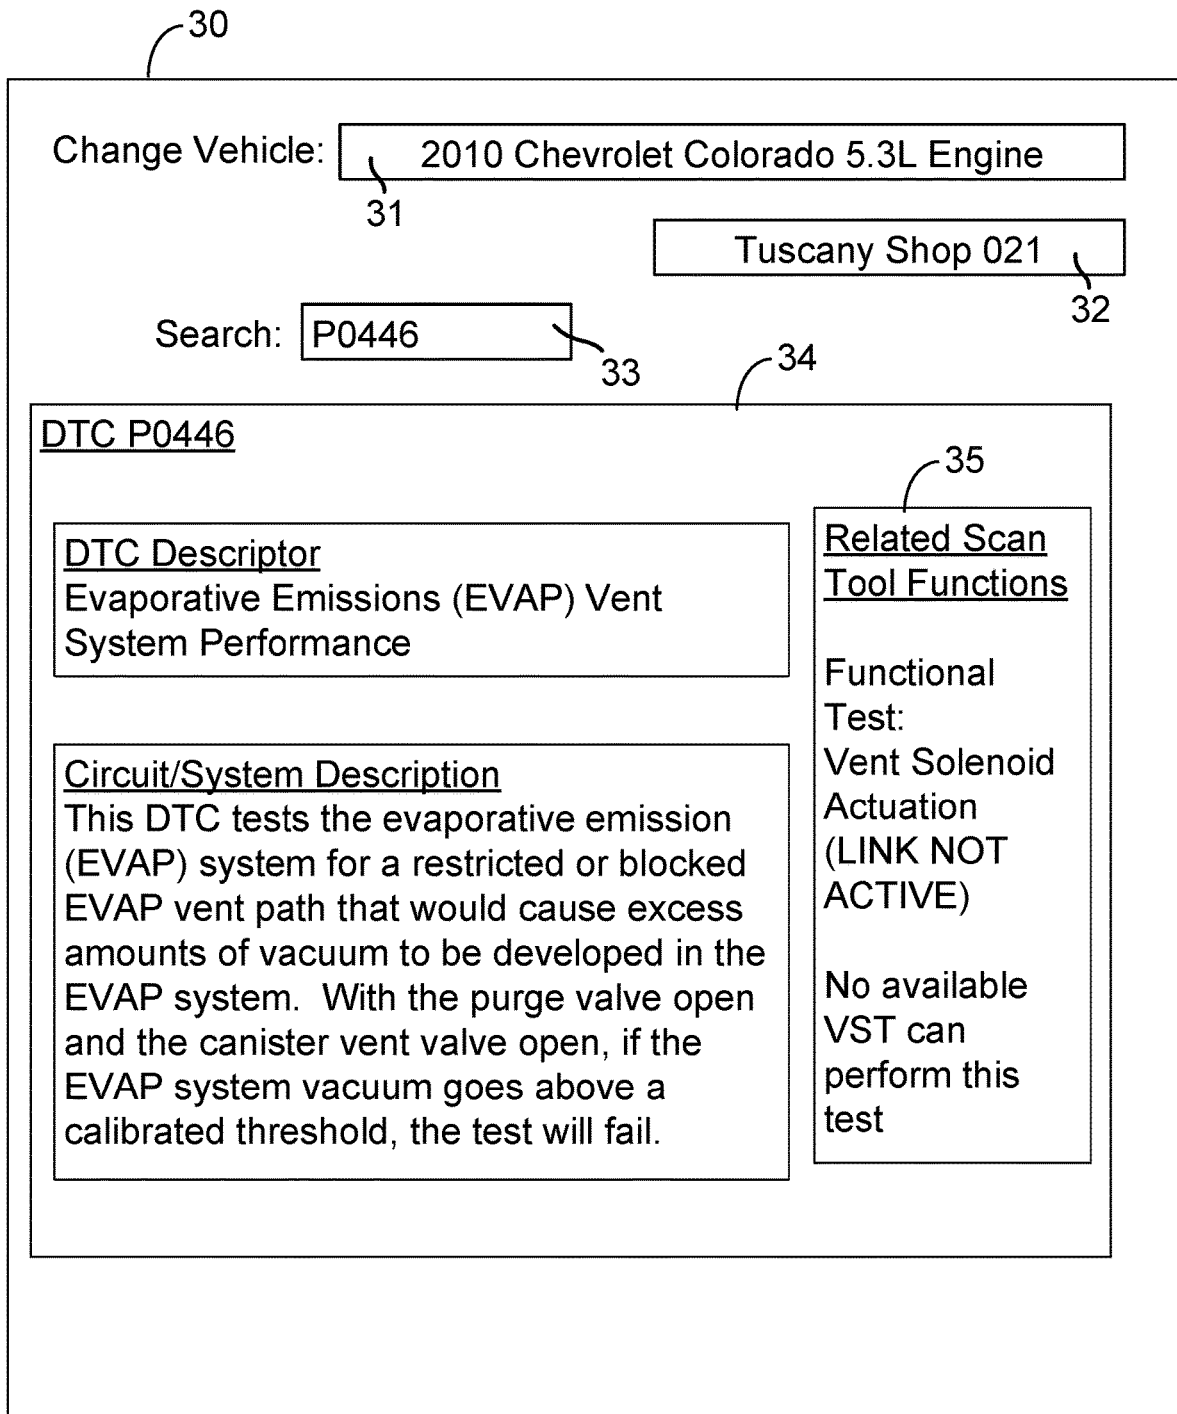 30
Change Vehicle: 2010 Chevrolet Colorado 5.3L Engine
31
Tuscany Shop 021
32
Search: P0446
33
34
DTC P0446
35
DTC Descriptor
Evaporative Emissions (EVAP) Vent
System Performance
Circuit/System Description
This DTC tests the evaporative emission
(EVAP) system for a restricted or blocked
EVAP vent path that would cause excess
amounts of vacuum to be developed in the
EVAP system.  With the purge valve open
and the canister vent valve open, if the
EVAP system vacuum goes above a
calibrated threshold, the test will fail.
Related Scan
Tool Functions
Functional
Test:
Vent Solenoid
Actuation
(LINK NOT
ACTIVE)
No available
VST can
perform this
test